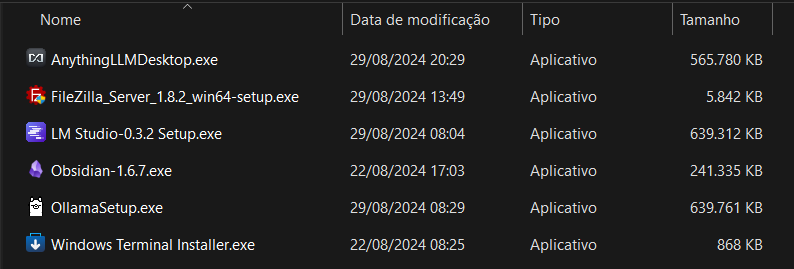 Nome Data de modificação Tipo Tamanho
AnythingLLMDesktop.exe 29/08/2024 20:29 Aplicativo 565.780 KB
FileZilla_Server_1.8.2_win64-setup.exe 29/08/2024 13:49 Aplicativo 5.842 KB
LM Studio-0.3.2 Setup.exe 29/08/2024 08:04 Aplicativo 639.312 KB
Obsidian-1.6.7.exe 22/08/2024 17:03 Aplicativo 241.335 KB
OllamaSetup.exe 29/08/2024 08:29 Aplicativo 639.761 KB
Windows Terminal Installer.exe 22/08/2024 08:25 Aplicativo 868 KB